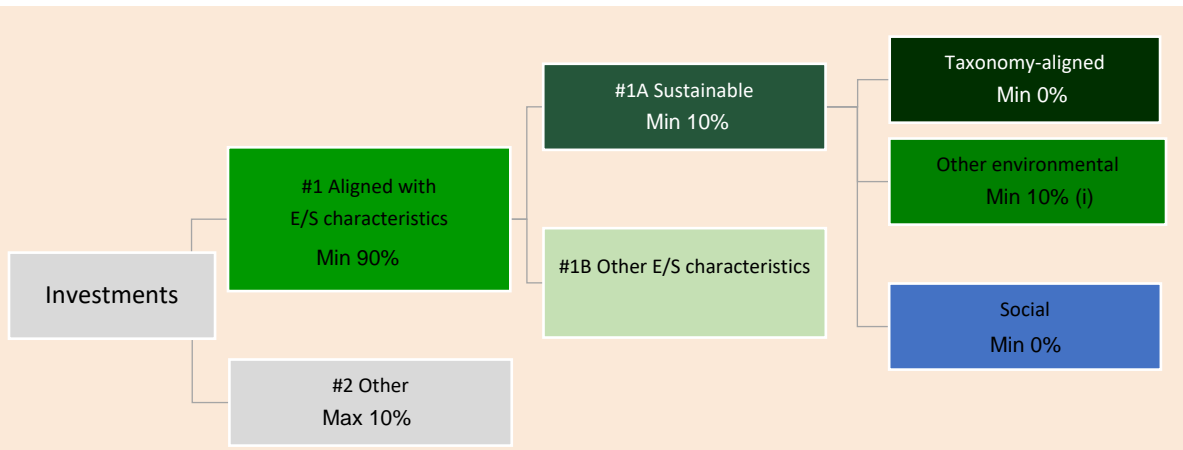 Investments
#1 Aligned with
E/S characteristics
Min 90%
#2 Other
Max 10%
#1A Sustainable
Min 10%
#1B Other E/S characteristics
Taxonomy-aligned
Min 0%
Other environmental
Min 10% (i)
Social
Min 0%